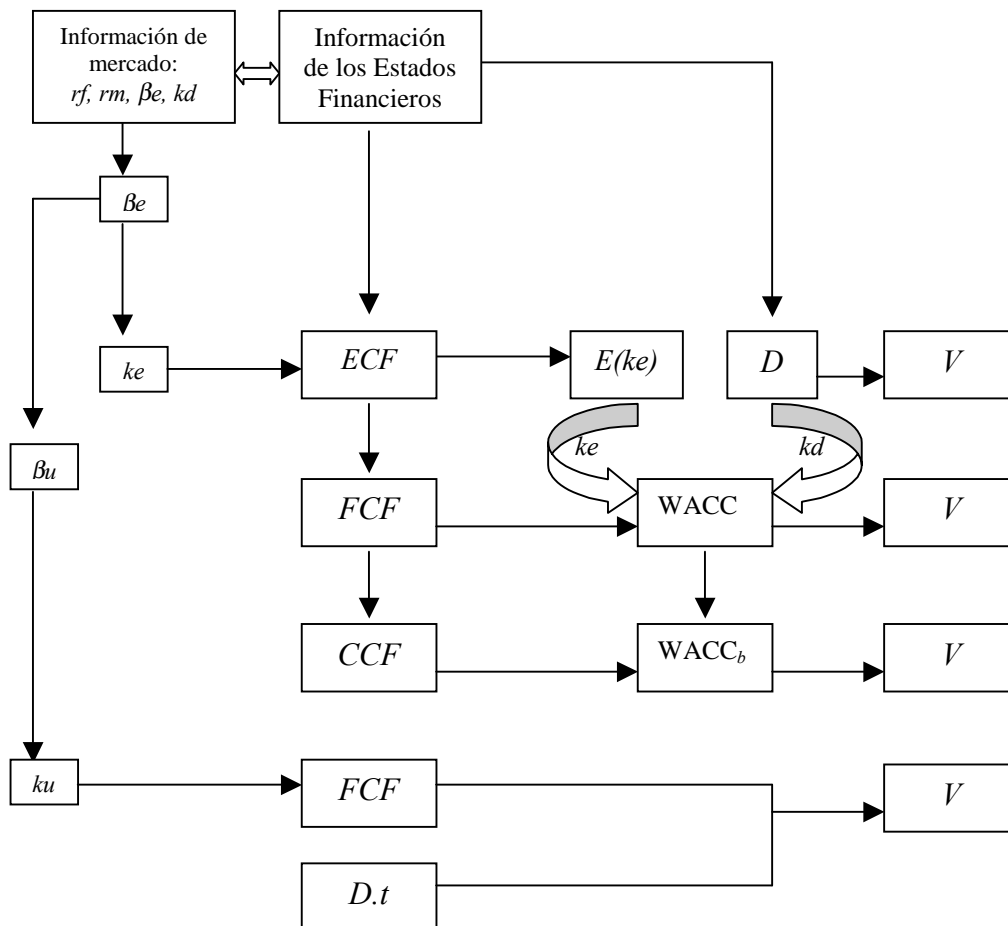 Información de
mercado:
rf, rm, βe, kd
Información
de los Estados
Financieros
βe
ke
ECF
E(ke)
D
V
βu
ke
kd
FCF
WACC
V
CCF
WACCb
V
ku
FCF
V
D.t